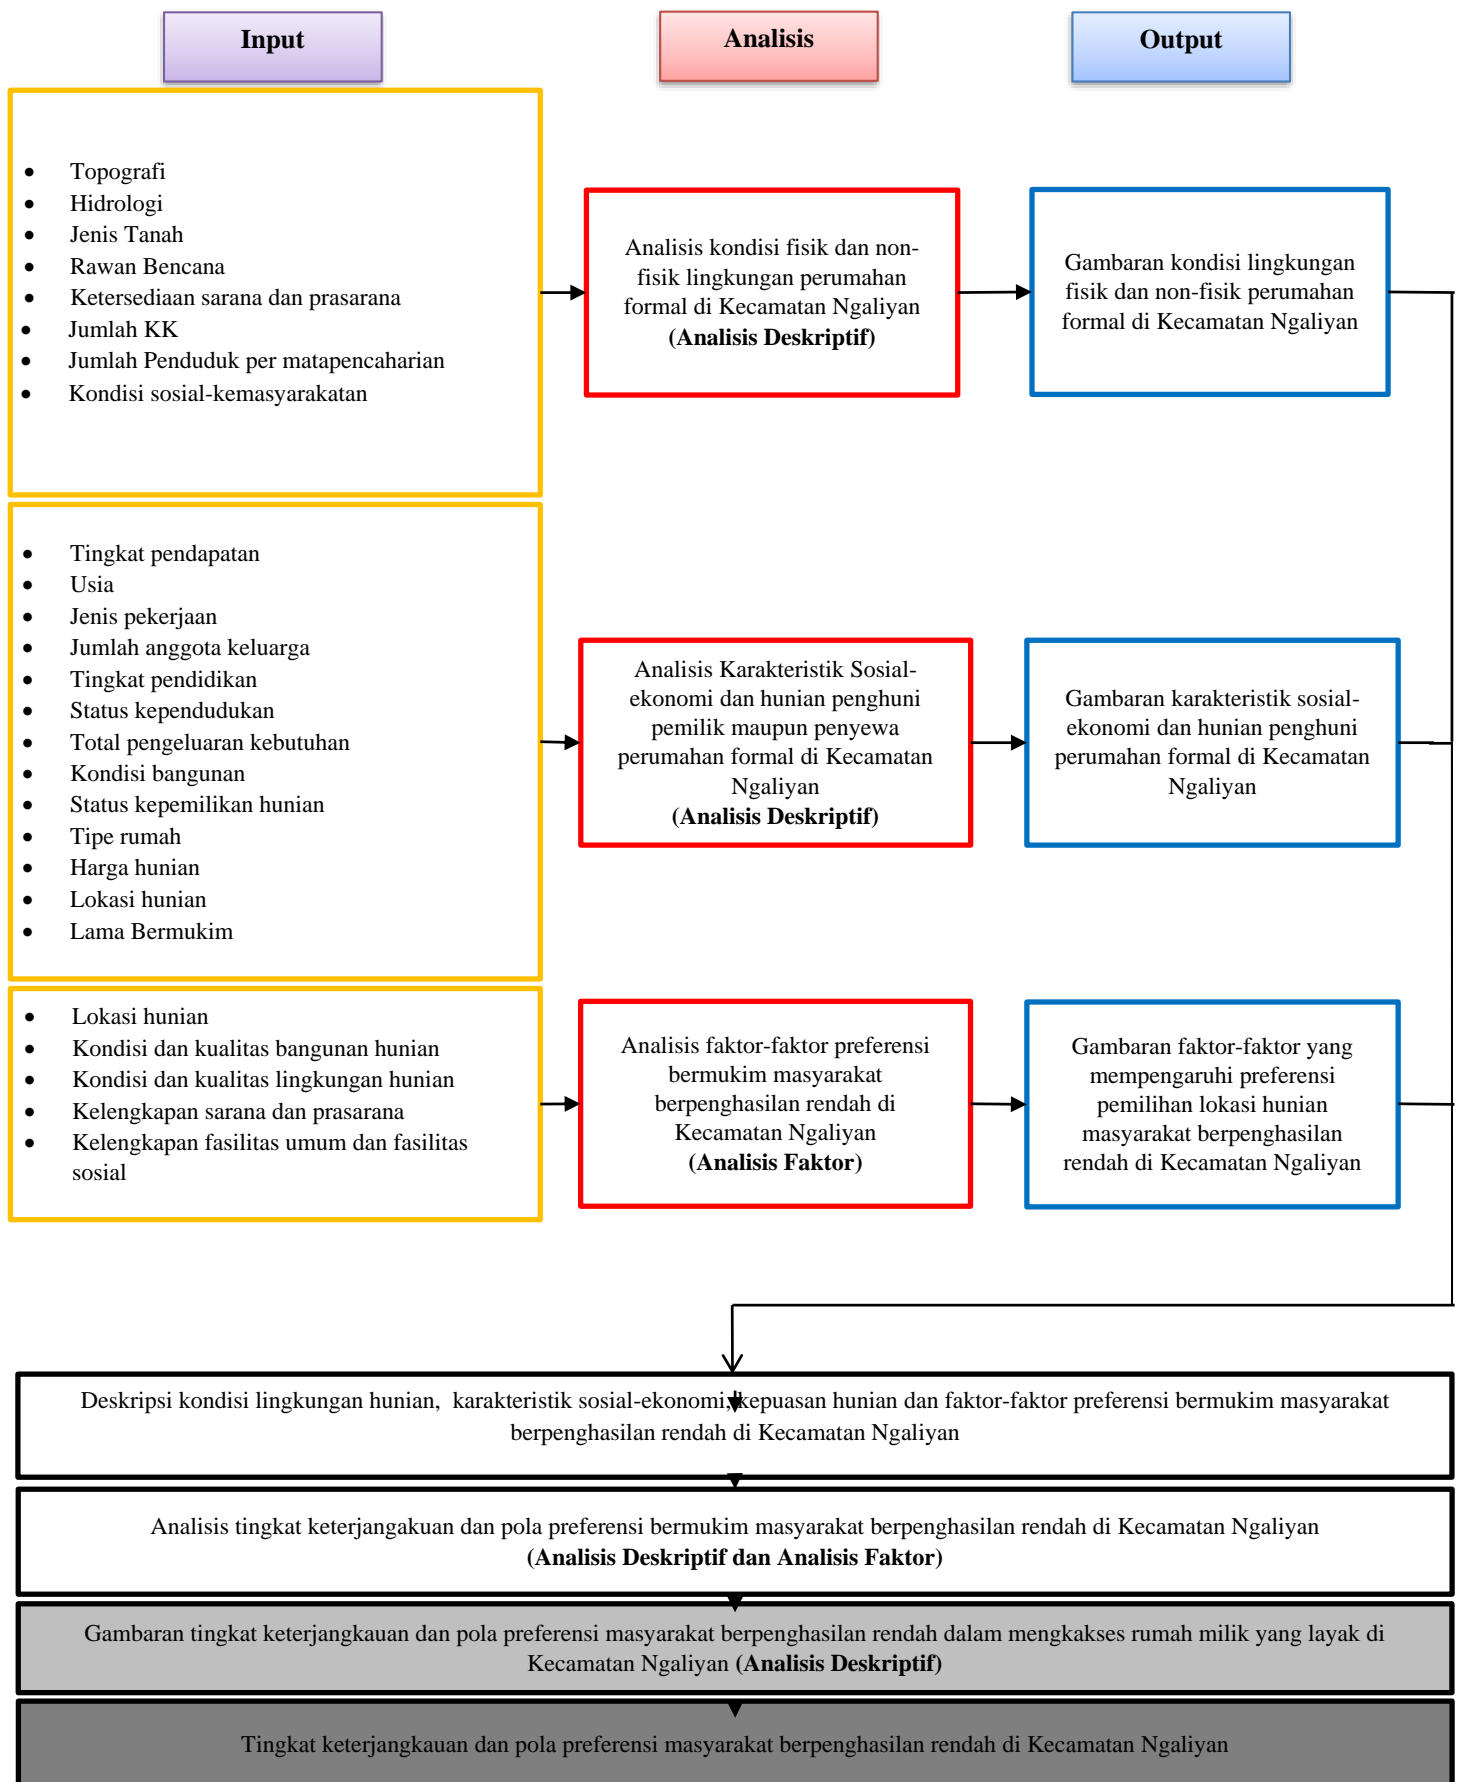 Input
Analisis
Output
• Topografi
• Hidrologi
• Jenis Tanah
• Rawan Bencana
• Ketersediaan sarana dan prasarana
• Jumlah KK
• Jumlah Penduduk per matapencaharian
• Kondisi sosial-kemasyarakatan
Analisis kondisi fisik dan non-
fisik lingkungan perumahan
formal di Kecamatan Ngaliyan
(Analisis Deskriptif)
Gambaran kondisi lingkungan
fisik dan non-fisik perumahan
formal di Kecamatan Ngaliyan
• Tingkat pendapatan
• Usia
• Jenis pekerjaan
• Jumlah anggota keluarga
• Tingkat pendidikan
• Status kependudukan
• Total pengeluaran kebutuhan
• Kondisi bangunan
• Status kepemilikan hunian
• Tipe rumah
• Harga hunian
• Lokasi hunian
• Lama Bermukim
Analisis Karakteristik Sosial-
ekonomi dan hunian penghuni
pemilik maupun penyewa
perumahan formal di Kecamatan
Ngaliyan
(Analisis Deskriptif)
Gambaran karakteristik sosial-
ekonomi dan hunian penghuni
perumahan formal di Kecamatan
Ngaliyan
• Lokasi hunian
• Kondisi dan kualitas bangunan hunian
• Kondisi dan kualitas lingkungan hunian
• Kelengkapan sarana dan prasarana
• Kelengkapan fasilitas umum dan fasilitas
sosial
Analisis faktor-faktor preferensi
bermukim masyarakat
berpenghasilan rendah di
Kecamatan Ngaliyan
(Analisis Faktor)
Gambaran faktor-faktor yang
mempengaruhi preferensi
pemilihan lokasi hunian
masyarakat berpenghasilan
rendah di Kecamatan Ngaliyan
Deskripsi kondisi lingkungan hunian, karakteristik sosial-ekonomi, kepuasan hunian dan faktor-faktor preferensi bermukim masyarakat
berpenghasilan rendah di Kecamatan Ngaliyan
Analisis tingkat keterjangakuan dan pola preferensi bermukim masyarakat berpenghasilan rendah di Kecamatan Ngaliyan
(Analisis Deskriptif dan Analisis Faktor)
Gambaran tingkat keterjangkauan dan pola preferensi masyarakat berpenghasilan rendah dalam mengkakses rumah milik yang layak di
Kecamatan Ngaliyan (Analisis Deskriptif)
Tingkat keterjangkauan dan pola preferensi masyarakat berpenghasilan rendah di Kecamatan Ngaliyan